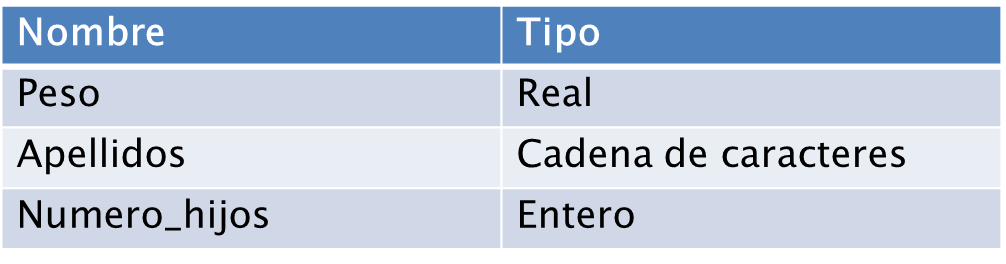 Nombre Tipo
Peso Real
Apellidos Cadena de caracteres
Numero_hijos Entero